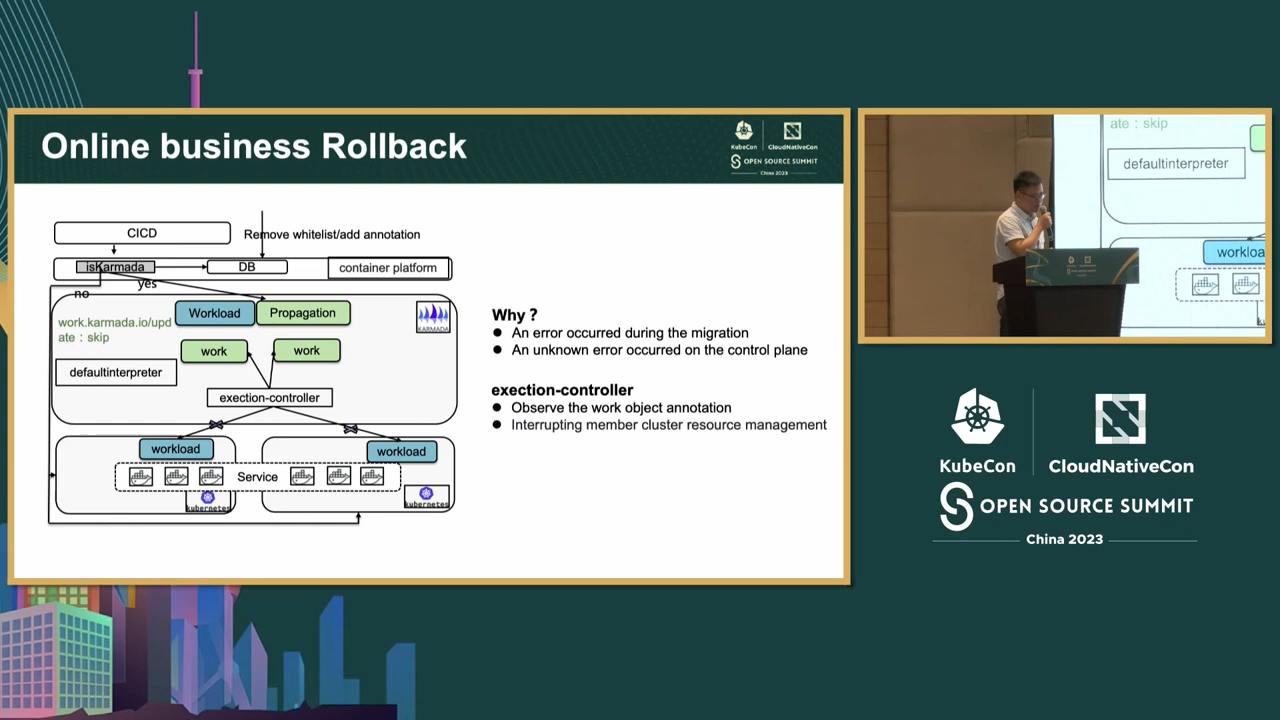 Online business Rollback
KubeCon
CloudNativeCon
OPEN SOURCE SUMMIT
China 2023
CICD
Remove whitelist/add annotation
isKarmada
DB
container platform
yes
no
Workload
Propagation
KARMADA
work.karmada.io/upd
ate : skip
work
work
defaultinterpreter
exection-controller
workload
workload
Service
kubernetes
kubernetes
Why ?
● An error occurred during the migration
● An unknown error occurred on the control plane
exection-controller
● Observe the work object annotation
● Interrupting member cluster resource management
ate : skip
defaultinterpreter
workloa
KubeCon
CloudNativeCon
OPEN SOURCE SUMMIT
China 2023